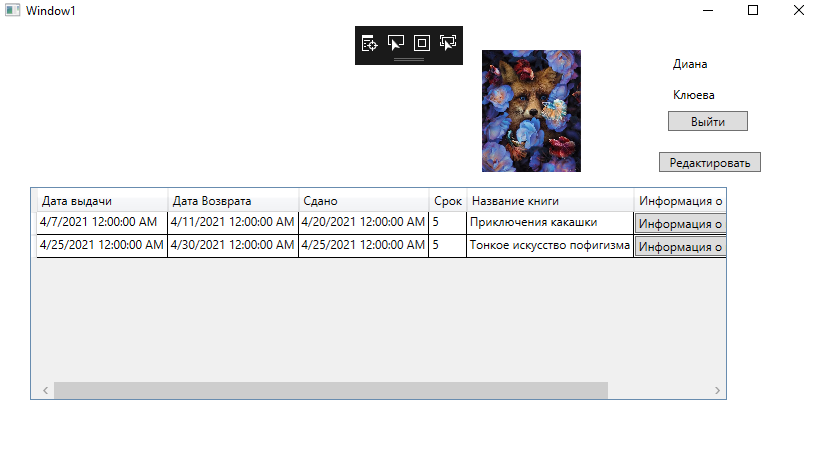 Window1
Диана
Клюева
Выйти
Редактировать
Дата выдачи Дата Возврата Сдано Срок Название книги Информация о
4/7/2021 12:00:00 AM 4/11/2021 12:00:00 AM 4/20/2021 12:00:00 AM 5 Приключения какашки Информация о
4/25/2021 12:00:00 AM 4/30/2021 12:00:00 AM 4/25/2021 12:00:00 AM 5 Тонкое искусство пофигизма Информация о